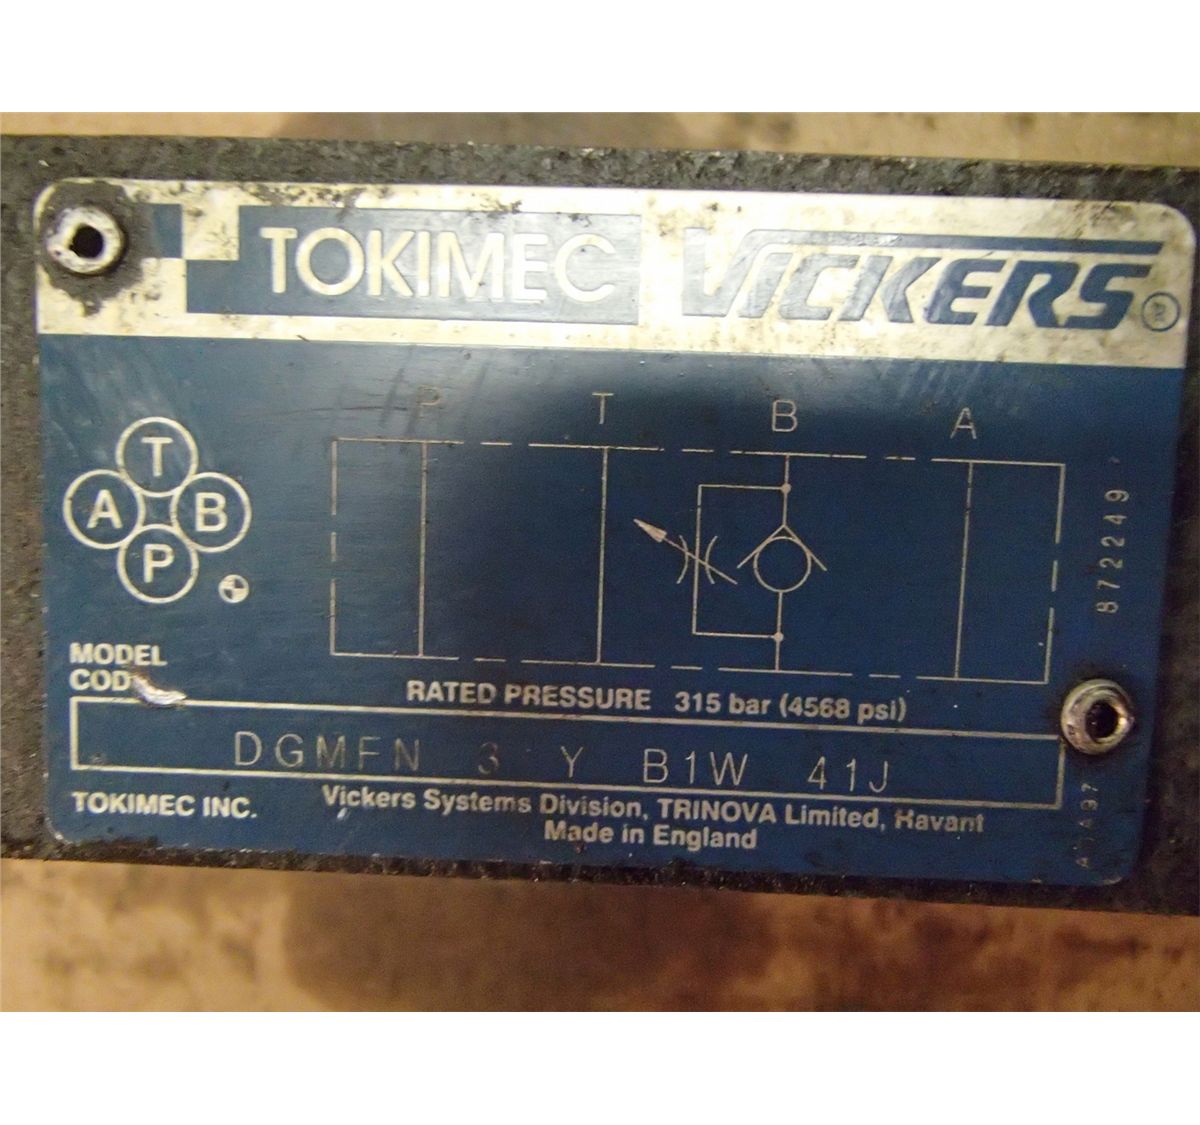 TOKIMEC VICKERS ®
P T B A
T
A B
P
872249
MODEL
COD
RATED PRESSURE 315 bar (4568 psi)
DGMFN 3 Y B1W 41J
TOKIMEC INC. Vickers Systems Division, TRINOVA Limited, Havant
Made in England